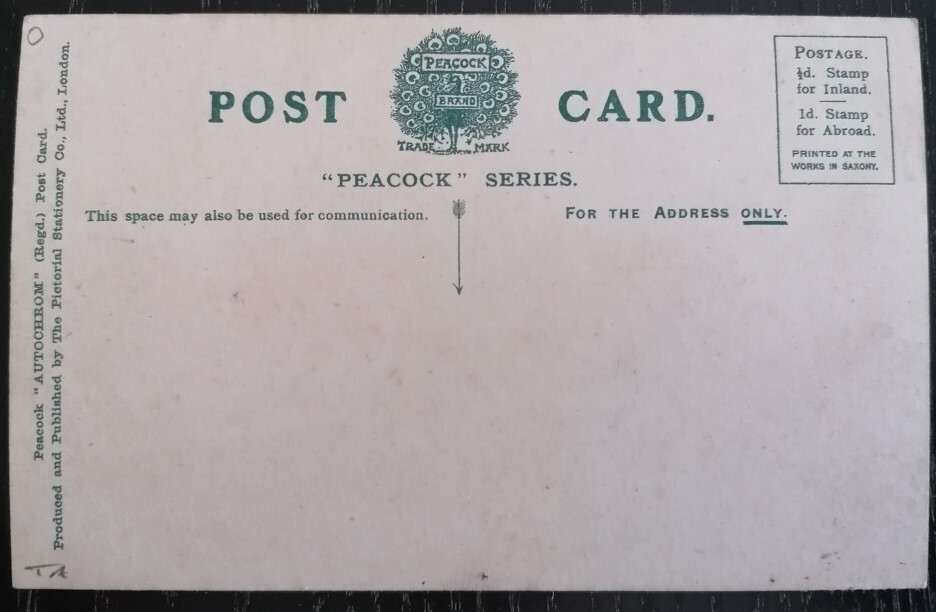 POST CARD.
PEACOCK
BRAND
TRADE MARK
"PEACOCK" SERIES.
This space may also be used for communication.
FOR THE ADDRESS ONLY.
POSTAGE.
½d. Stamp
for Inland.
1d. Stamp
for Abroad.
PRINTED AT THE
WORKS IN SAXONY.
Peacock "AUTOCHROM" (Regd.) Post Card.
Produced and Published by The Pictorial Stationery Co., Ltd., London.